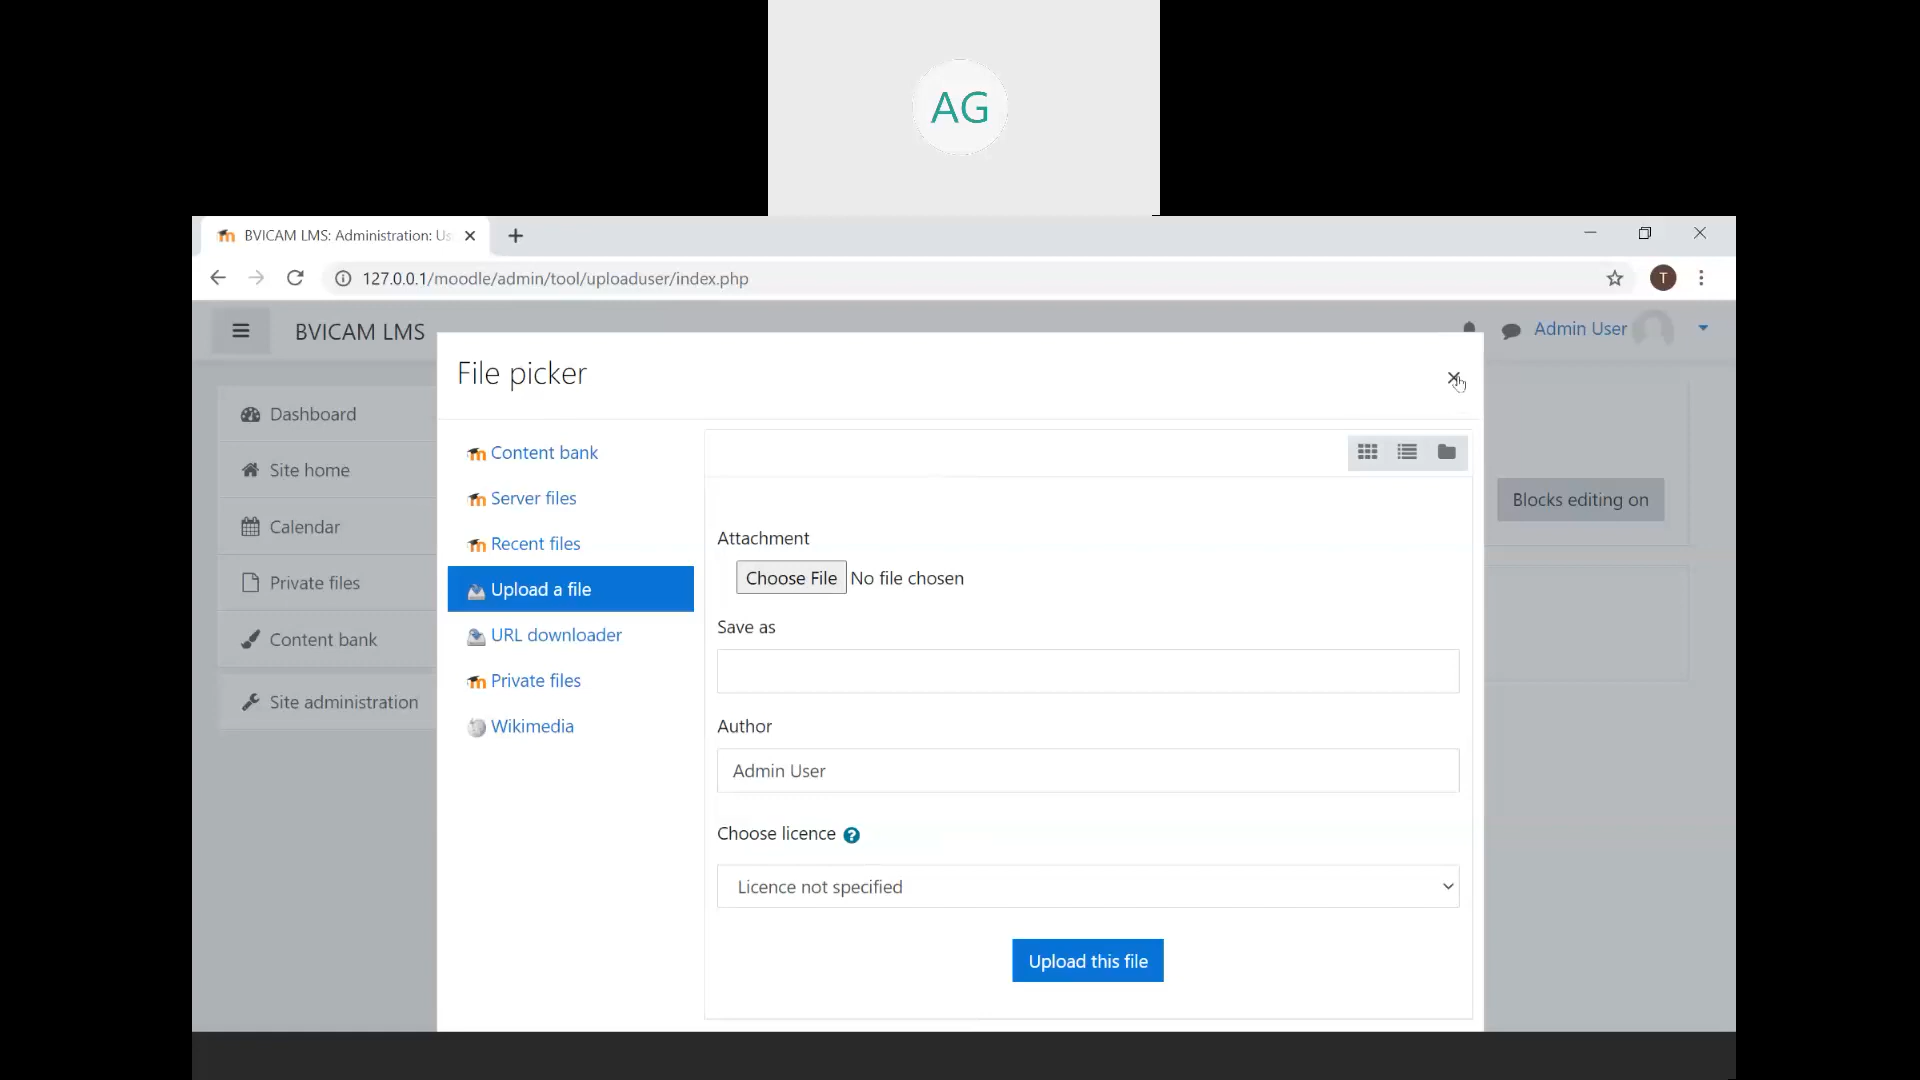 AG
BVICAM LMS: Administration: Us
127.0.0.1/moodle/admin/tool/uploaduser/index.php
T
BVICAM LMS
Admin User
File picker
Dashboard
Site home
Calendar
Private files
Content bank
Site administration
Content bank
Server files
Recent files
Upload a file
URL downloader
Private files
Wikimedia
Blocks editing on
Attachment
Choose File No file chosen
Save as
Author
Admin User
Choose licence ?
Licence not specified
Upload this file